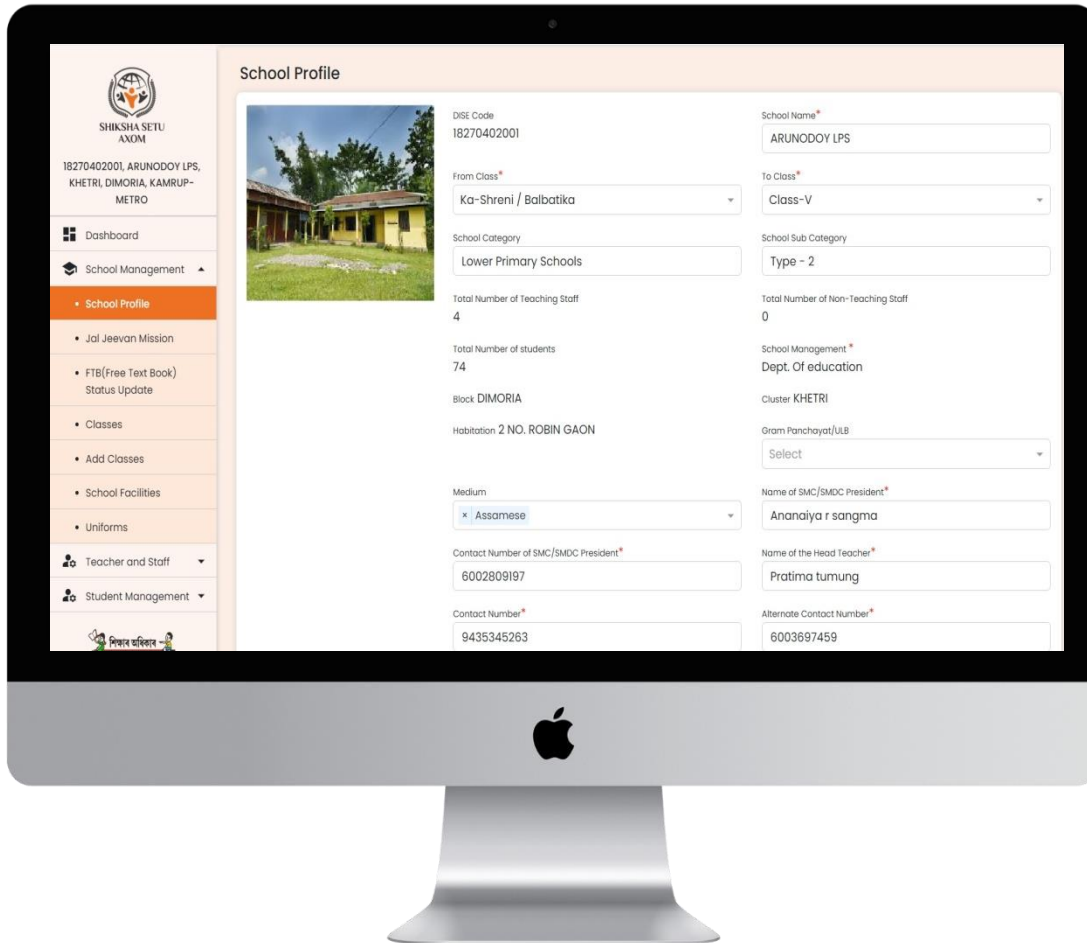 SHIKSHA SETU
AXOM
18270402001, ARUNODOY LPS,
KHETRI, DIMORIA, KAMRUP-
METRO
Dashboard
School Management
• School Profile
• Jal Jeevan Mission
• FTB(Free Text Book)
Status Update
• Classes
• Add Classes
• School Facilities
• Uniforms
Teacher and Staff
Student Management
শিক্ষাৰ অধিকাৰ
School Profile
DISE Code
18270402001
School Name*
ARUNODOY LPS
From Class*
Ka-Shreni / Balbatika
To Class*
Class-V
School Category
Lower Primary Schools
School Sub Category
Type - 2
Total Number of Teaching Staff
4
Total Number of Non-Teaching Staff
0
Total Number of students
74
School Management *
Dept. Of education
Block DIMORIA
Cluster KHETRI
Habitation 2 NO. ROBIN GAON
Gram Panchayat/ULB
Select
Medium
× Assamese
Name of SMC/SMDC President*
Ananaiya r sangma
Contact Number of SMC/SMDC President*
6002809197
Name of the Head Teacher*
Pratima tumung
Contact Number*
9435345263
Alternate Contact Number*
6003697459